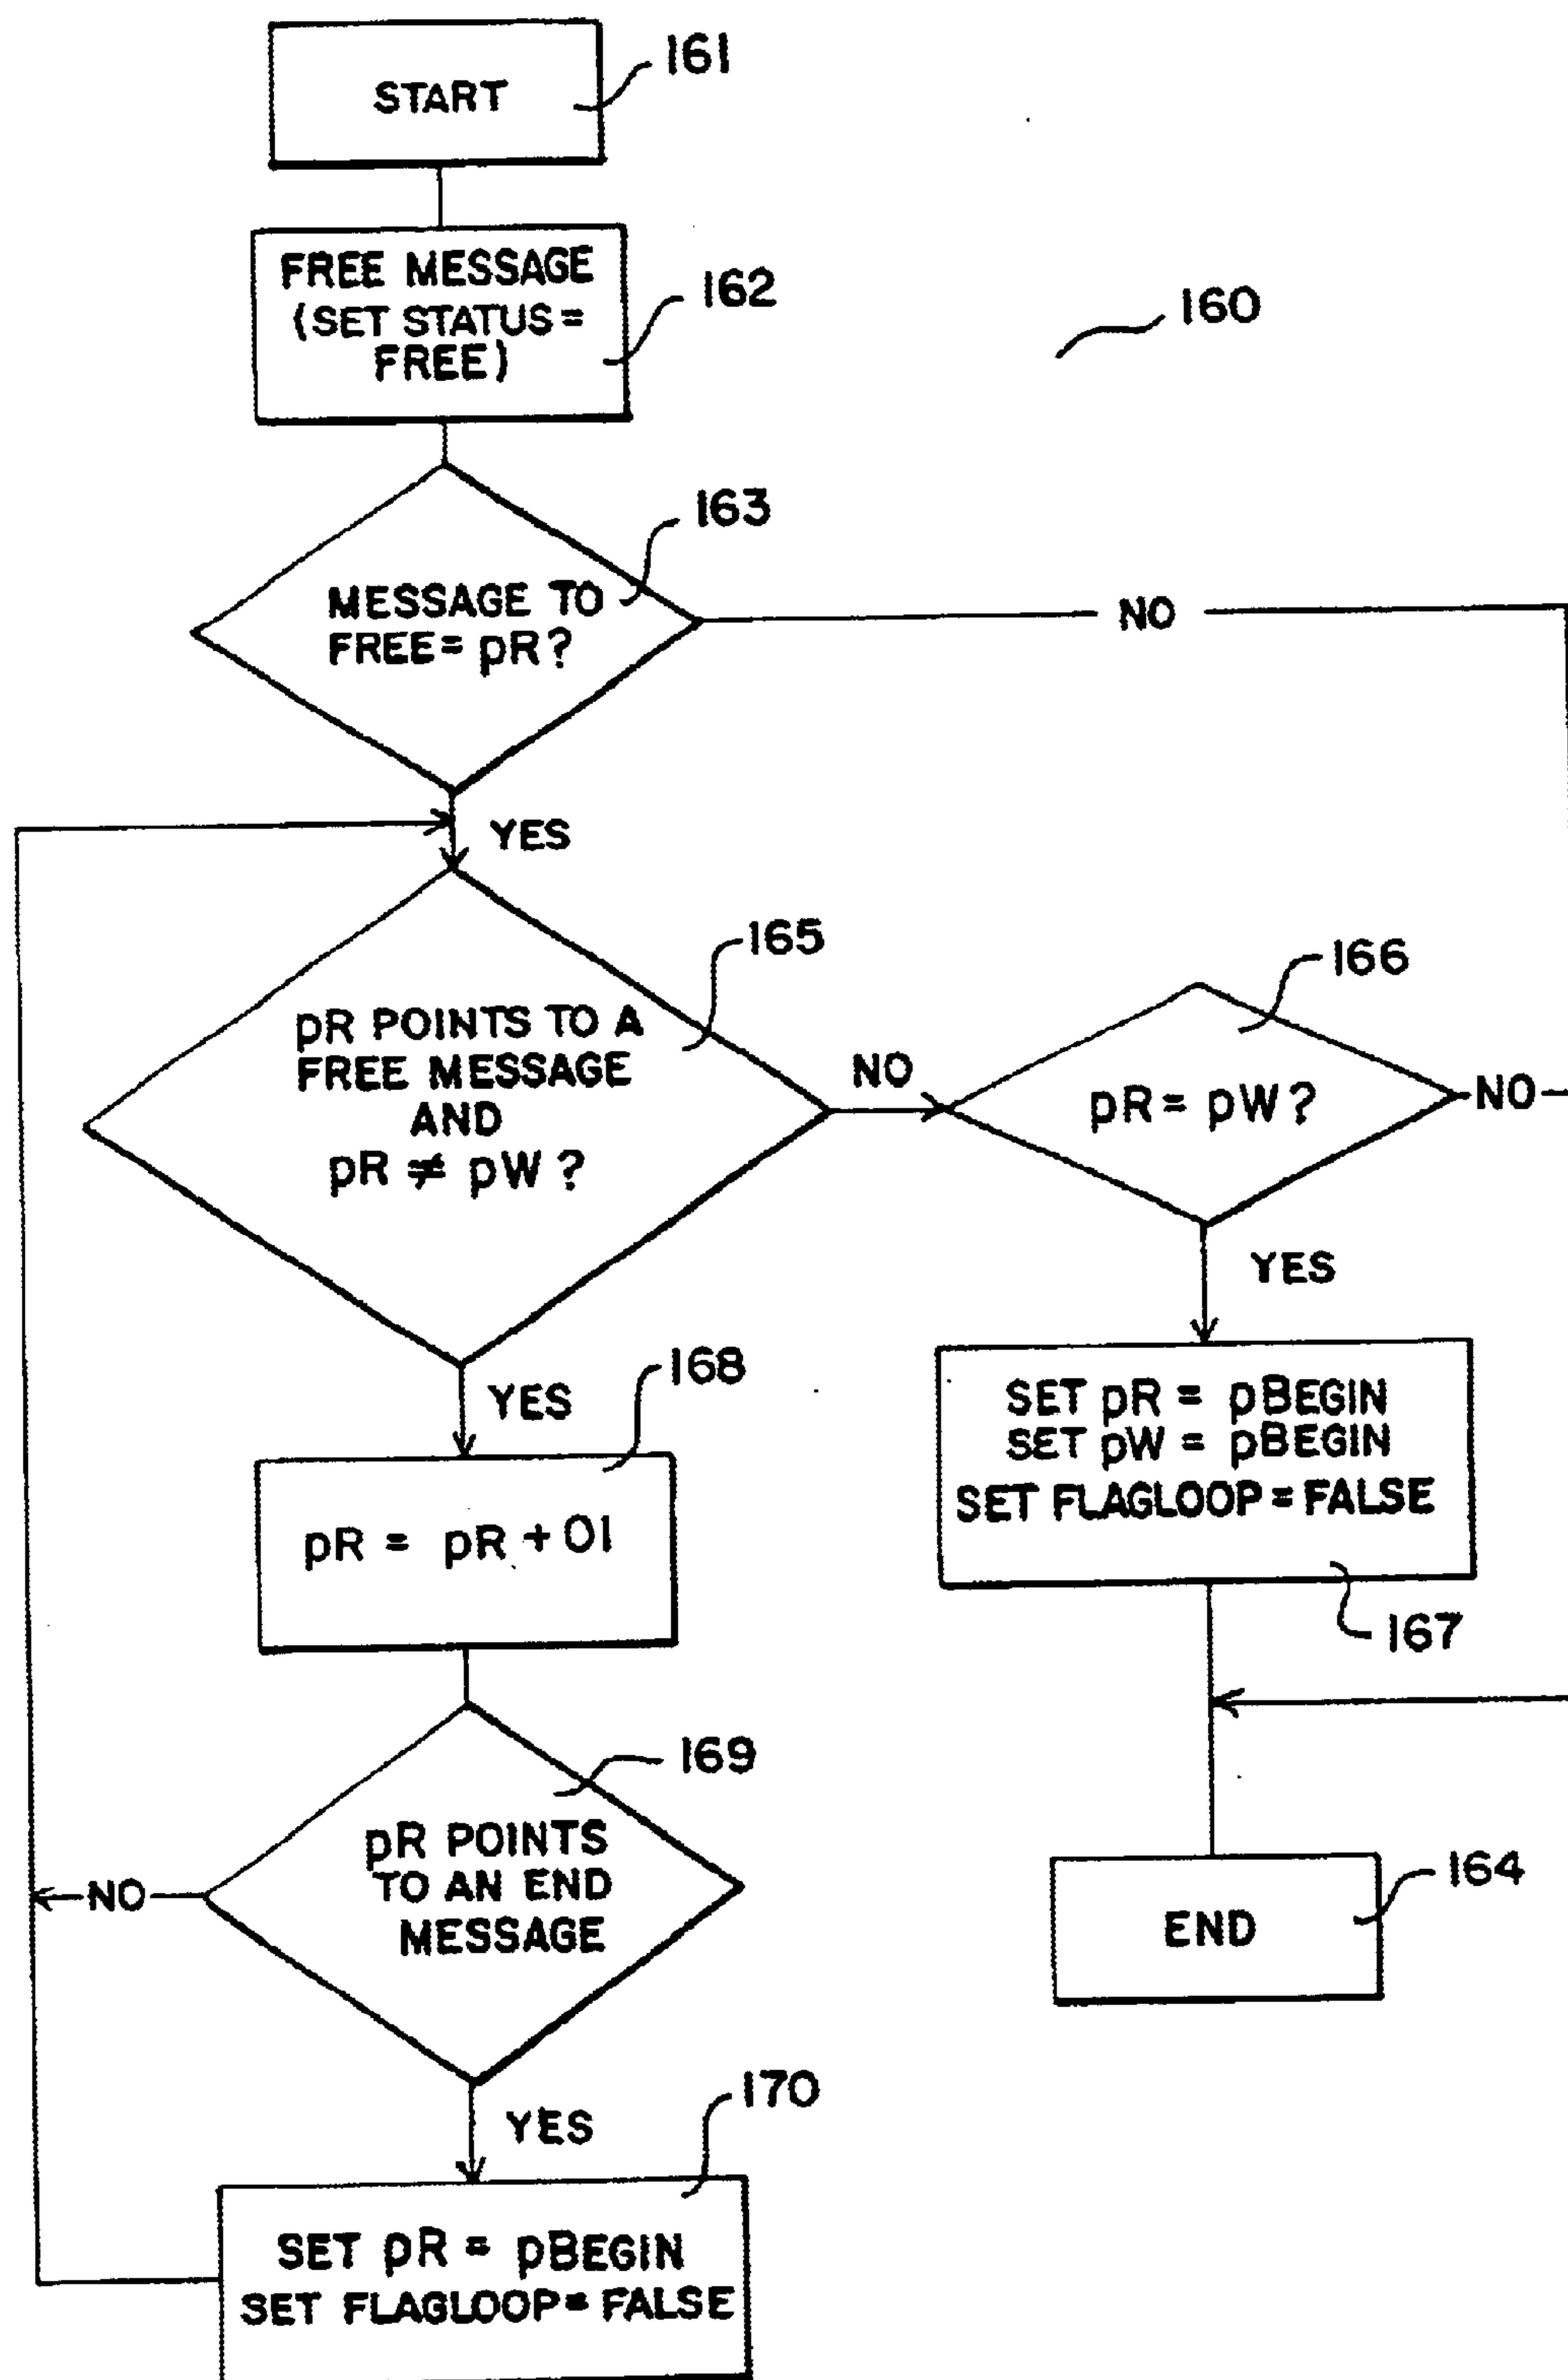 START
161
FREE MESSAGE
(SET STATUS =
FREE)
162
160
163
MESSAGE TO
FREE = pR?
NO
YES
165
pR POINTS TO A
FREE MESSAGE
AND
pR ≠ pW?
NO
166
pR = pW?
NO
YES
YES
168
pR = pR + 01
SET pR = pBEGIN
SET pW = pBEGIN
SET FLAGLOOP = FALSE
167
169
pR POINTS
TO AN END
MESSAGE
NO
164
END
YES
170
SET pR = pBEGIN
SET FLAGLOOP = FALSE